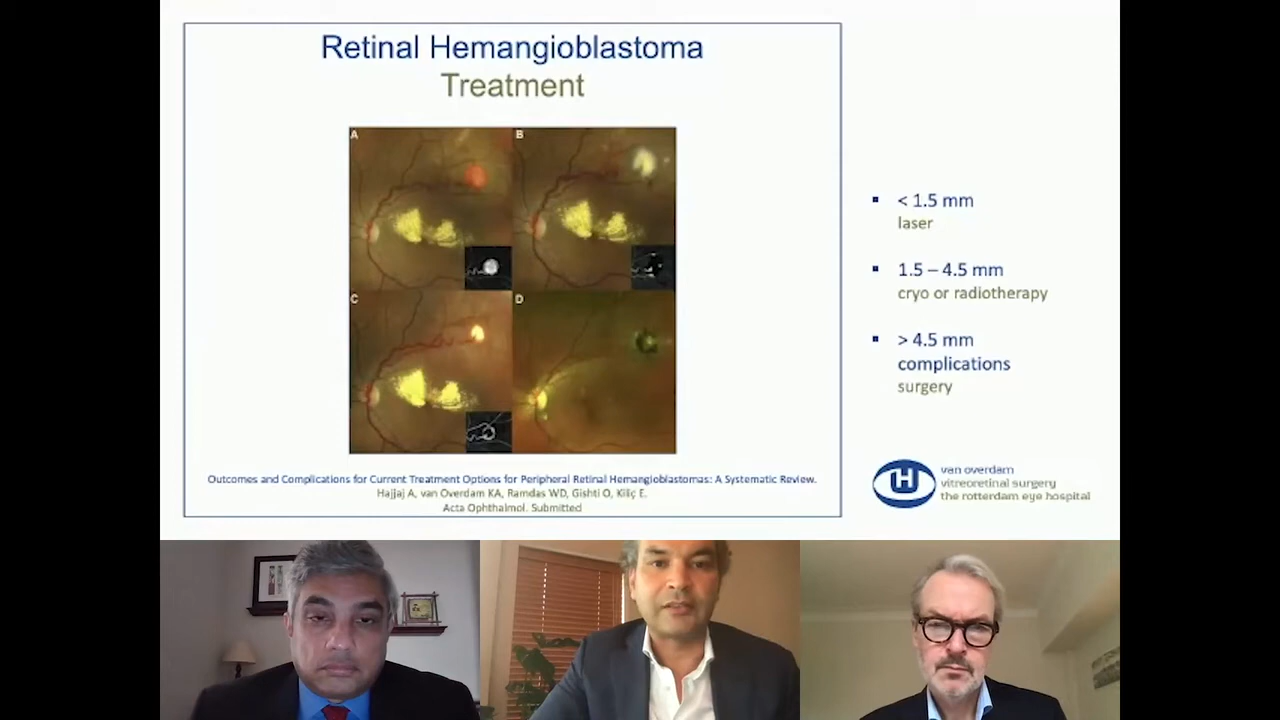 Retinal Hemangioblastoma
Treatment
A
B
C
D
▪ < 1.5 mm
laser
▪ 1.5 – 4.5 mm
cryo or radiotherapy
▪ > 4.5 mm
complications
surgery
Outcomes and Complications for Current Treatment Options for Peripheral Retinal Hemangioblastomas: A Systematic Review.
Hajjaj A, van Overdam KA, Ramdas WD, Gishti O, Kiliç E.
Acta Ophthalmol. Submitted
H
van overdam
vitreoretinal surgery
the rotterdam eye hospital